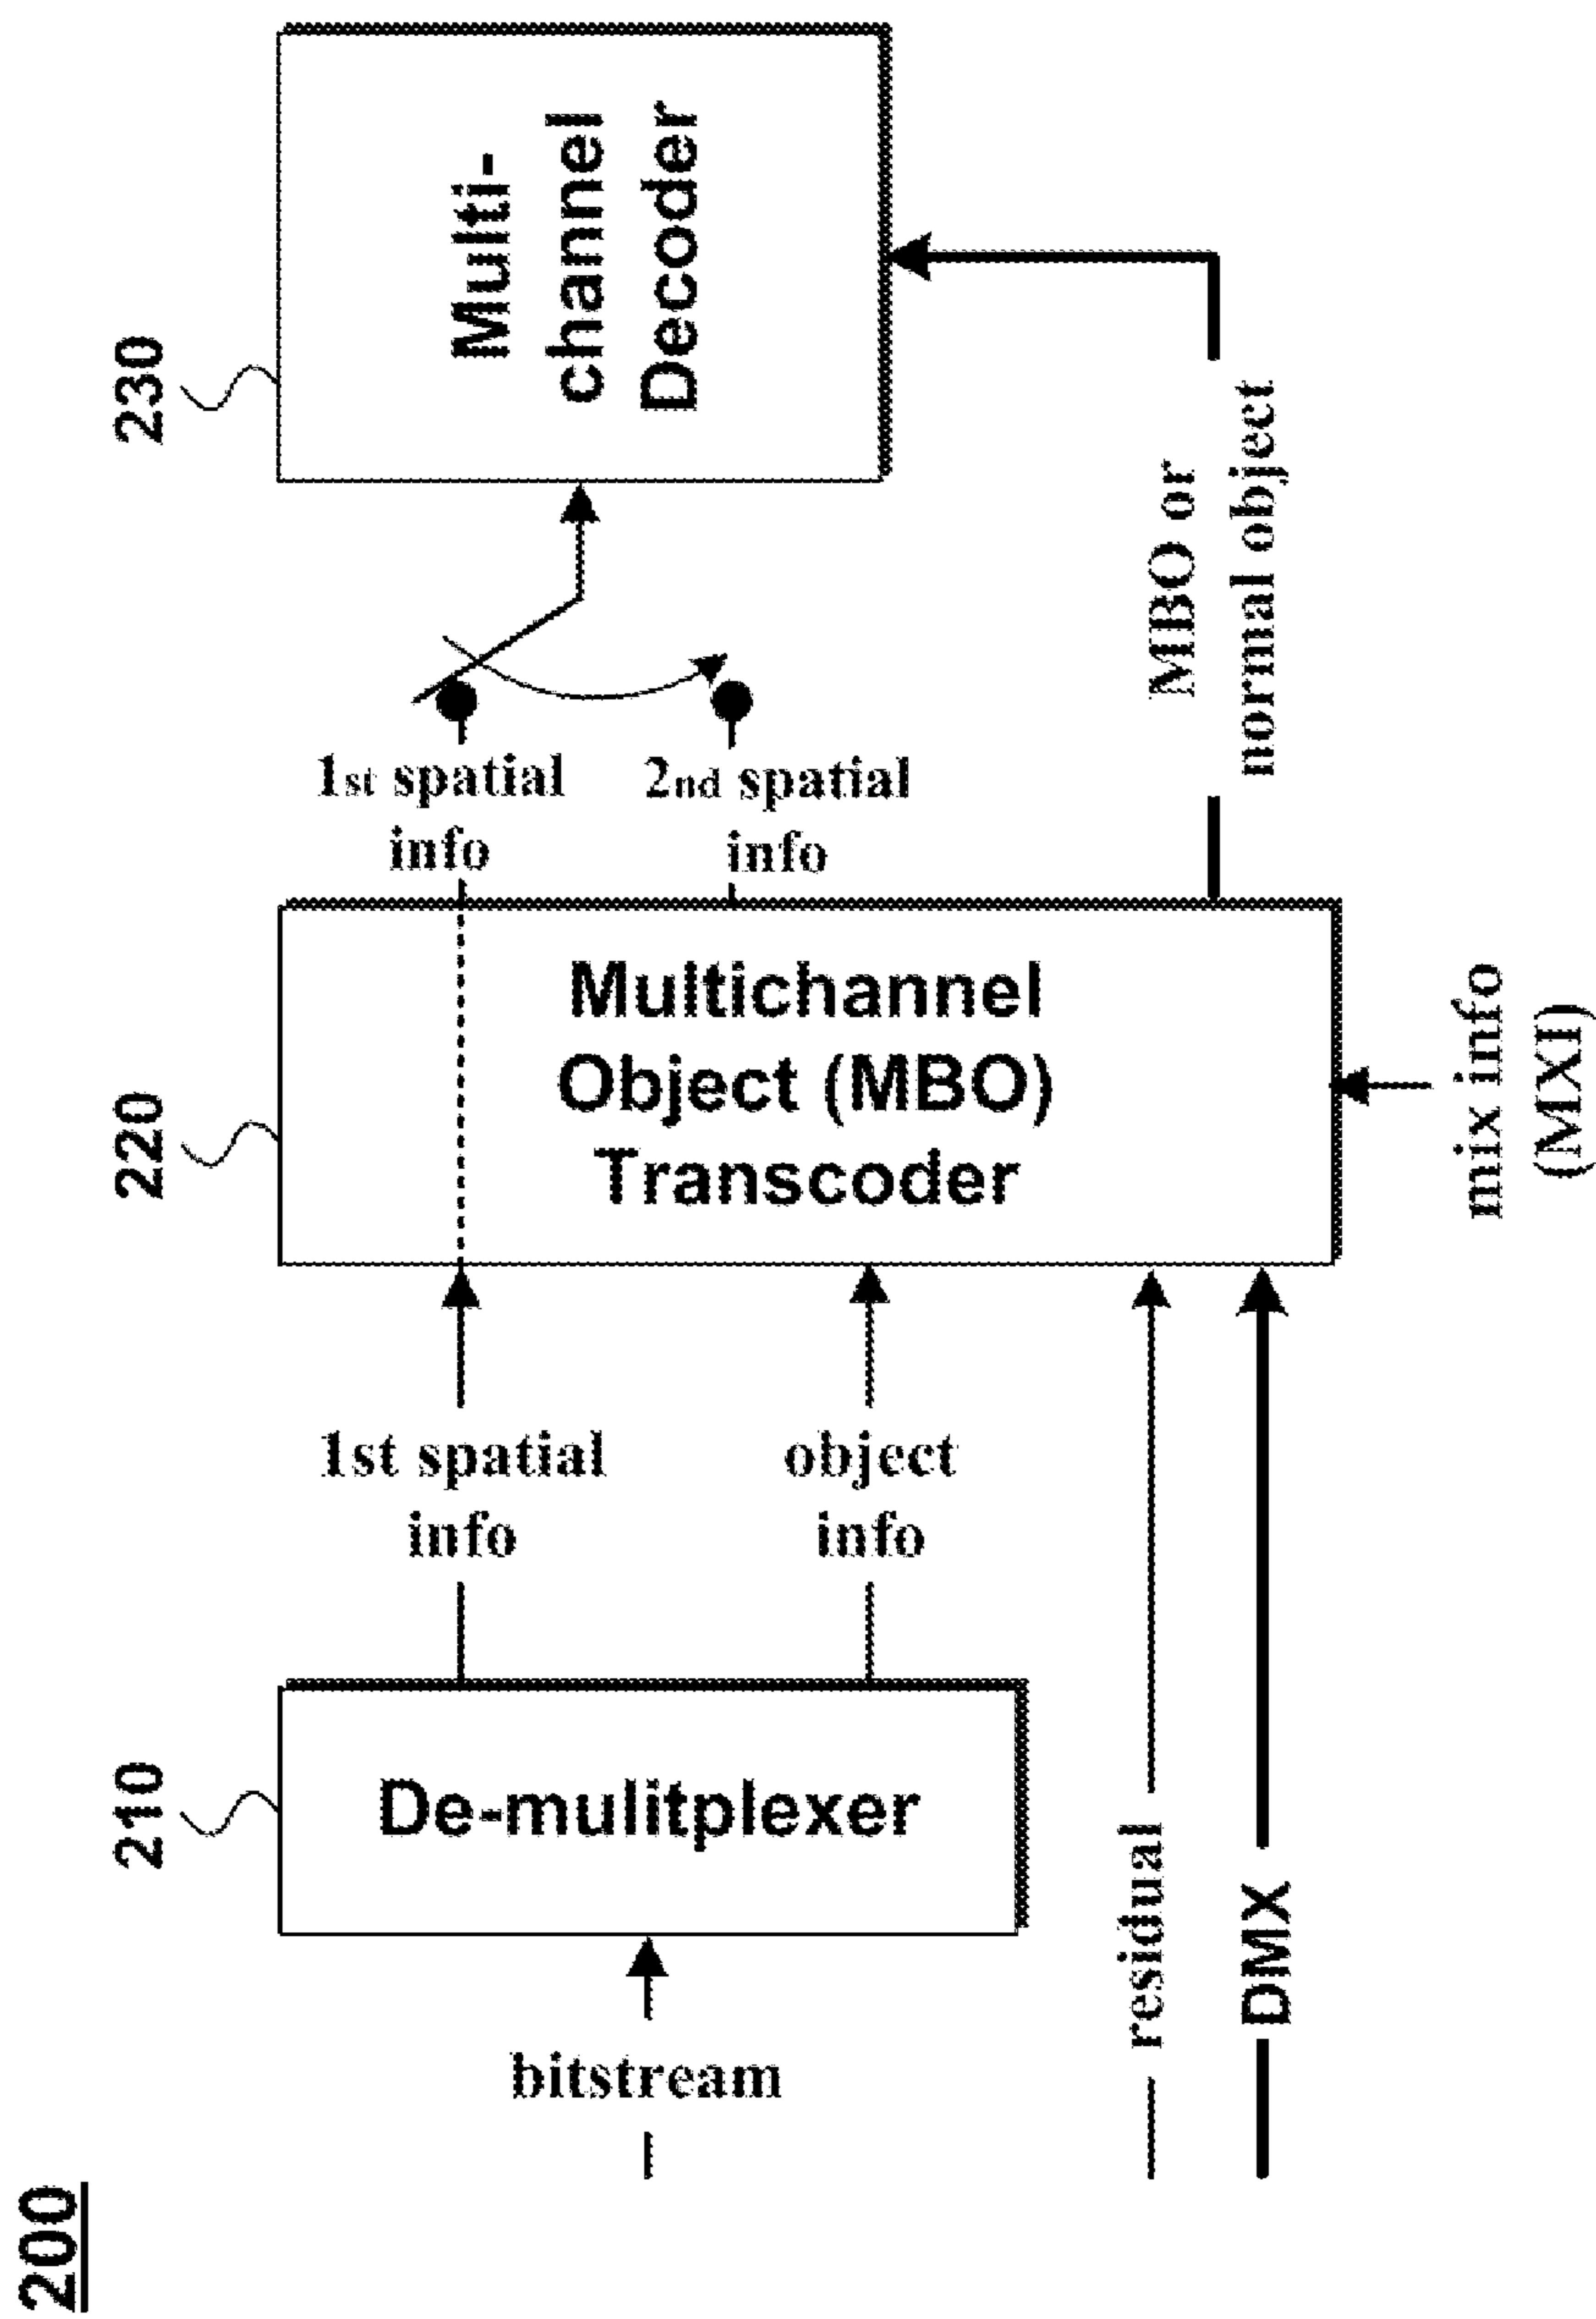 200
210
220
230
bitstream
De-mulitplexer
1st spatial
info
object
info
residual
DMX
Multichannel
Object (MBO)
Transcoder
mix info
(MXI)
1st spatial
info
2nd spatial
info
MBO or
normal object
Multi-
channel
Decoder